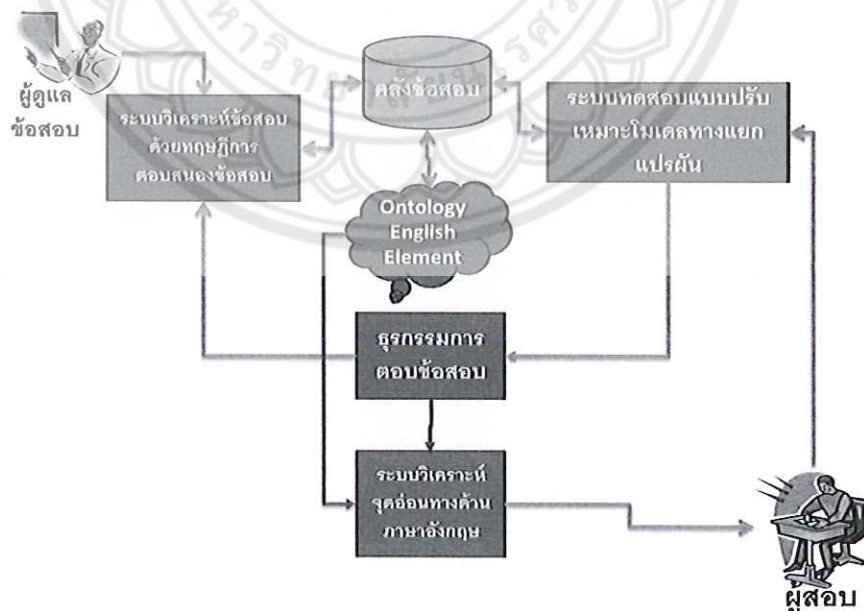 ผู้ดูแล
ข้อสอบ
ระบบวิเคราะห์ข้อสอบ
ด้วยทฤษฎีการ
ตอบสนองข้อสอบ
คลังข้อสอบ
ระบบทดสอบแบบปรับ
เหมาะโมเดลทางแยก
แปรผัน
Ontology
English
Element
ธุรกรรมการ
ตอบข้อสอบ
ระบบวิเคราะห์
จุดอ่อนทางด้าน
ภาษาอังกฤษ
ผู้สอบ